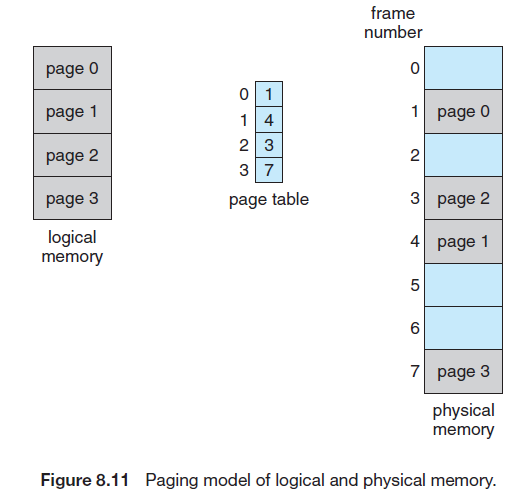 frame
number
page 0
page 1
page 2
page 3
logical
memory
0 1
1 4
2 3
3 7
page table
0
1 page 0
2
3 page 2
4 page 1
5
6
7 page 3
physical
memory
Figure 8.11 Paging model of logical and physical memory.